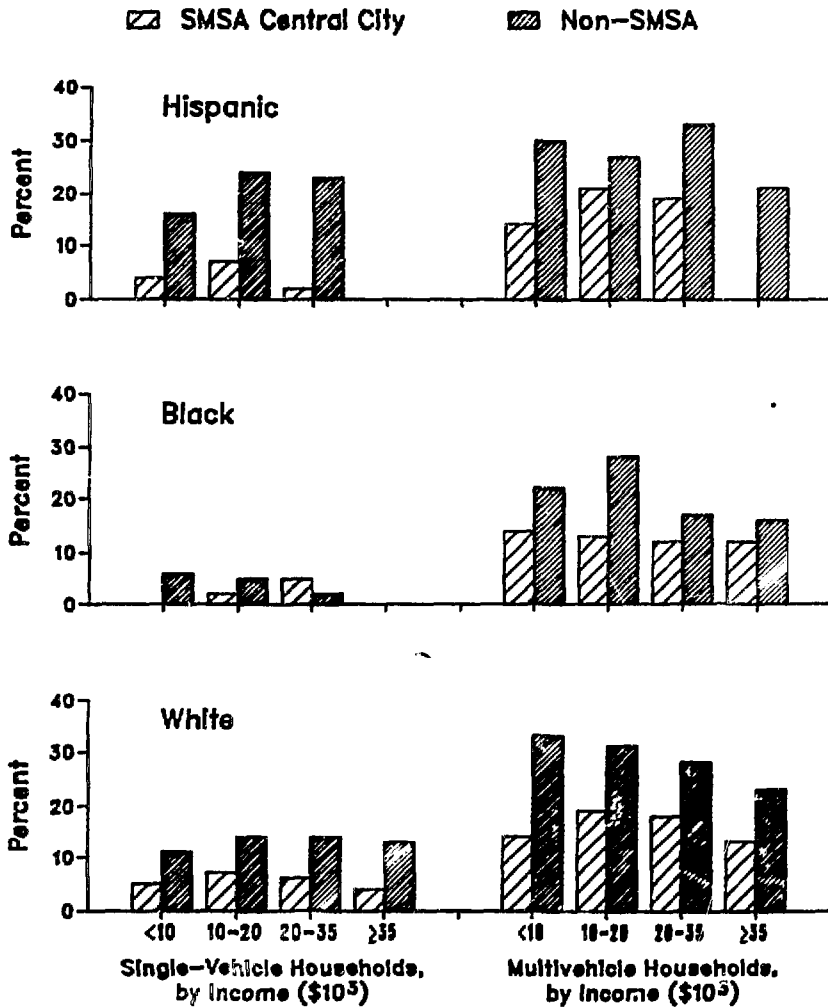 SMSA Central City Non-SMSA
Hispanic
Percent
40
30
20
10
0
Black
Percent
40
30
20
10
0
White
Percent
40
30
20
10
0
<10 10-20 20-35 ≥35 <10 10-20 20-35 ≥35
Single-Vehicle Households, Multivehicle Households,
by Income ($10³) by Income ($10³)